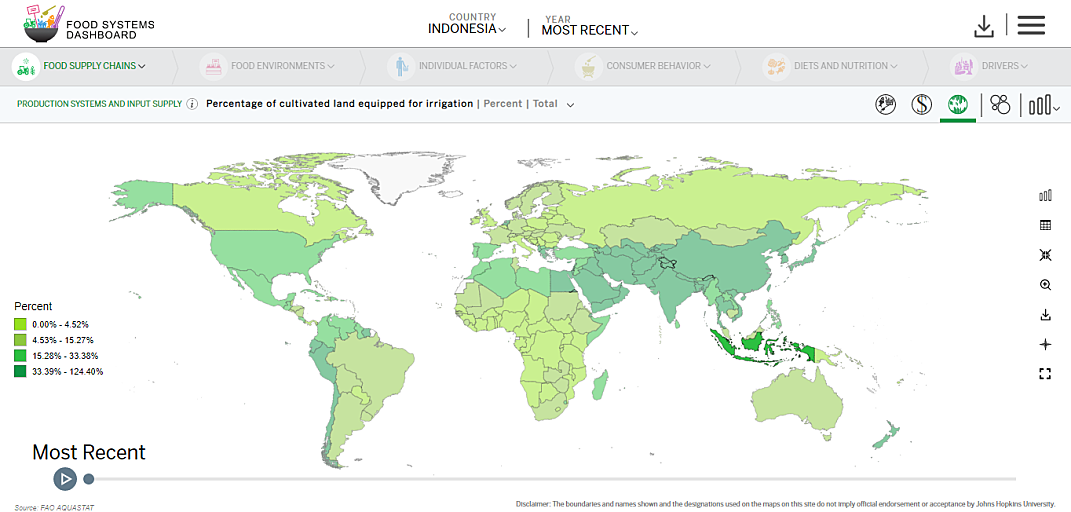 FOOD SYSTEMS
DASHBOARD
COUNTRY
INDONESIA
YEAR
MOST RECENT
FOOD SUPPLY CHAINS
FOOD ENVIRONMENTS
INDIVIDUAL FACTORS
CONSUMER BEHAVIOR
DIETS AND NUTRITION
DRIVERS
PRODUCTION SYSTEMS AND INPUT SUPPLY i Percentage of cultivated land equipped for irrigation | Percent | Total
Percent
0.00% - 4.52%
4.53% - 15.27%
15.28% - 33.38%
33.39% - 124.40%
Most Recent
Source: FAO AQUASTAT
Disclaimer: The boundaries and names shown and the designations used on the maps on this site do not imply official endorsement or acceptance by Johns Hopkins University.